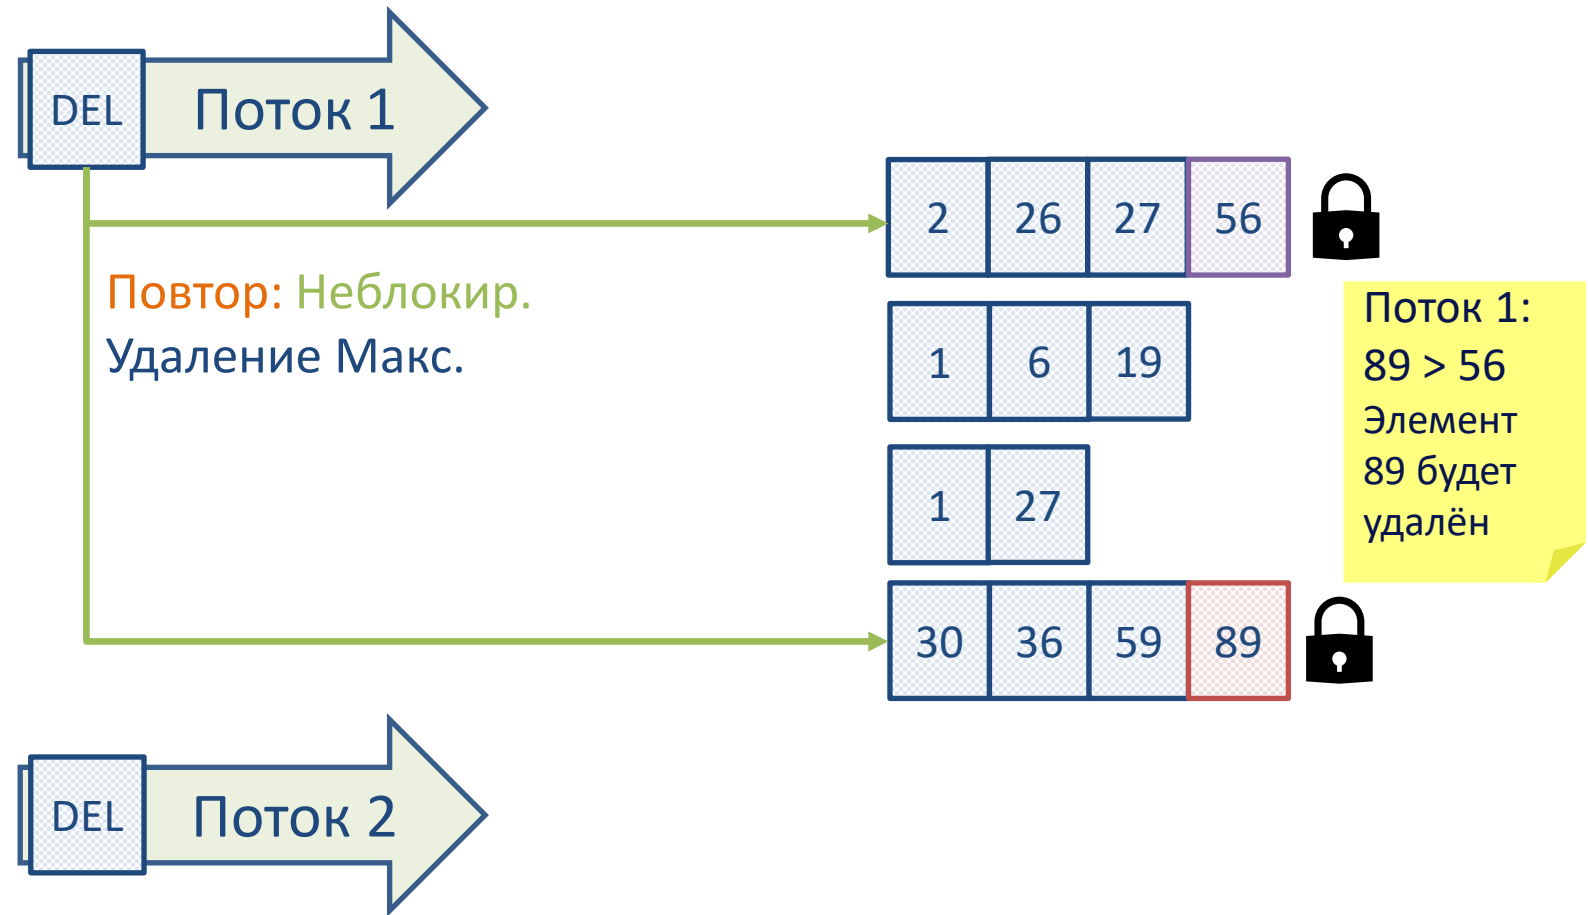 DEL Поток 1
2 26 27 56
Повтор: Неблокир.
Удаление Макс.
1 6 19
Поток 1:
89 > 56
Элемент
89 будет
удалён
1 27
30 36 59 89
DEL Поток 2